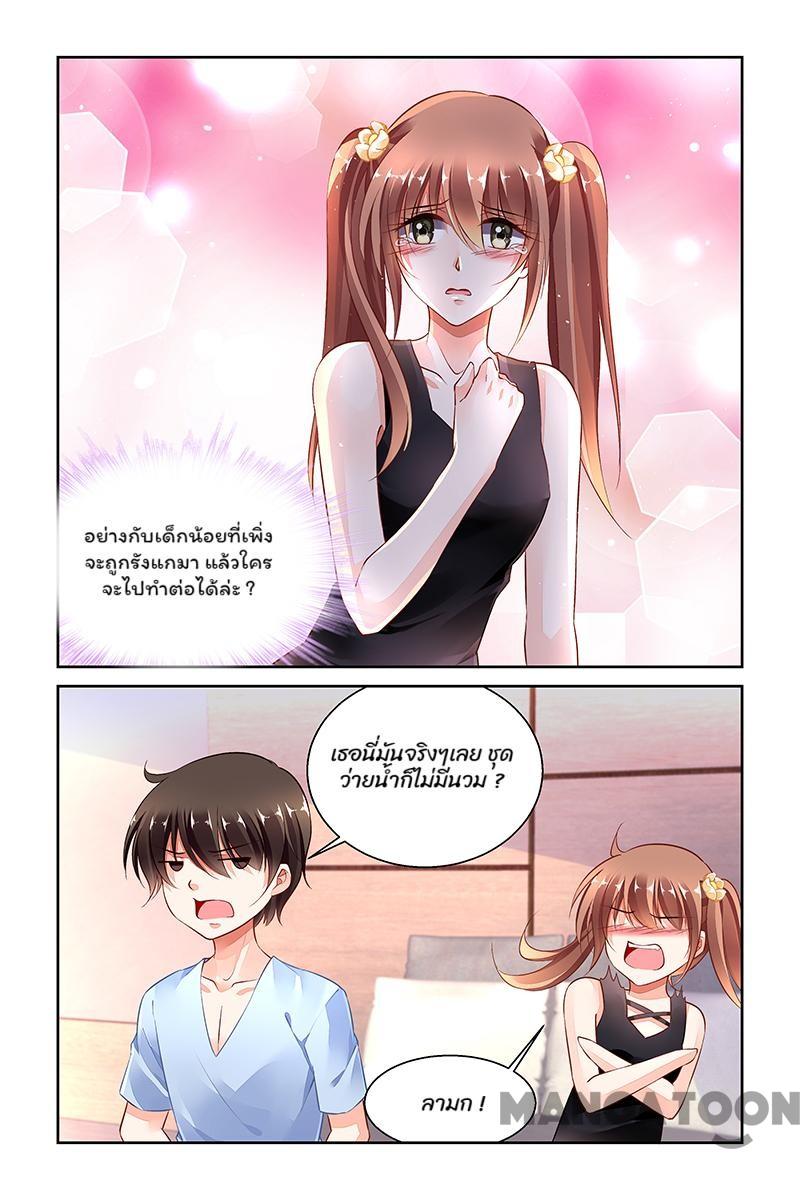 อย่างกับเด็กน้อยที่เพิ่ง
จะถูกรังแกมา แล้วใคร
จะไปทำต่อได้ล่ะ ?
เธอนี่มันจริงๆเลย ชุด
ว่ายน้ำก็ไม่มีนวม ?
ลามก !
MANGATOON